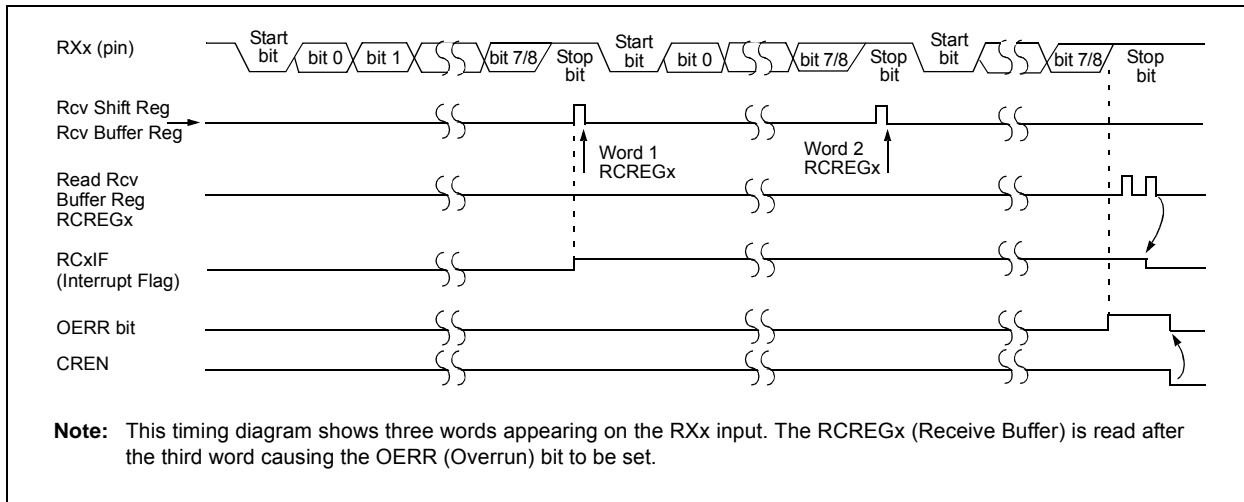 RXx (pin)
Start bit
bit 0
bit 1
bit 7/8
Stop bit
Start bit
bit 0
bit 7/8
Stop bit
Start bit
bit 7/8
Stop bit
Rcv Shift Reg
Rcv Buffer Reg
Word 1
RCREGx
Word 2
RCREGx
Read Rcv
Buffer Reg
RCREGx
RCxIF
(Interrupt Flag)
OERR bit
CREN
Note: This timing diagram shows three words appearing on the RXx input. The RCREGx (Receive Buffer) is read after
the third word causing the OERR (Overrun) bit to be set.